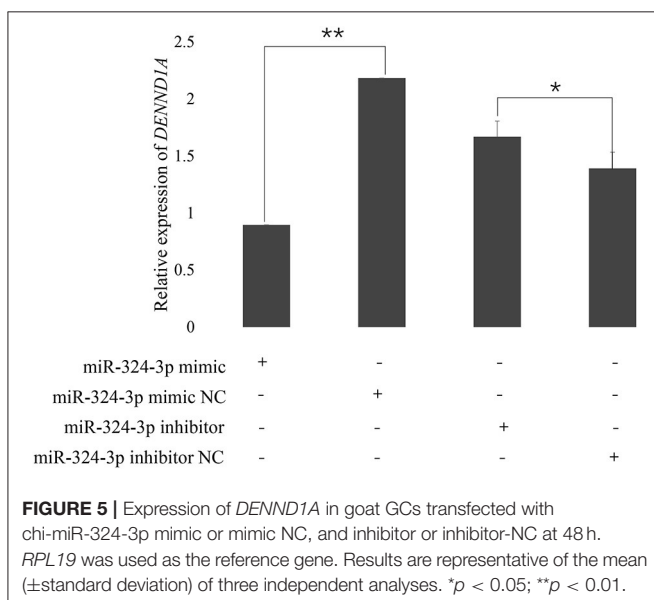 **
*
2.5
2
1.5
1
0.5
0
Relative expression of DENND1A
miR-324-3p mimic + - - -
miR-324-3p mimic NC - + - -
miR-324-3p inhibitor - - + -
miR-324-3p inhibitor NC - - - +
FIGURE 5 | Expression of DENND1A in goat GCs transfected with
chi-miR-324-3p mimic or mimic NC, and inhibitor or inhibitor-NC at 48 h.
RPL19 was used as the reference gene. Results are representative of the mean
(±standard deviation) of three independent analyses. *p < 0.05; **p < 0.01.